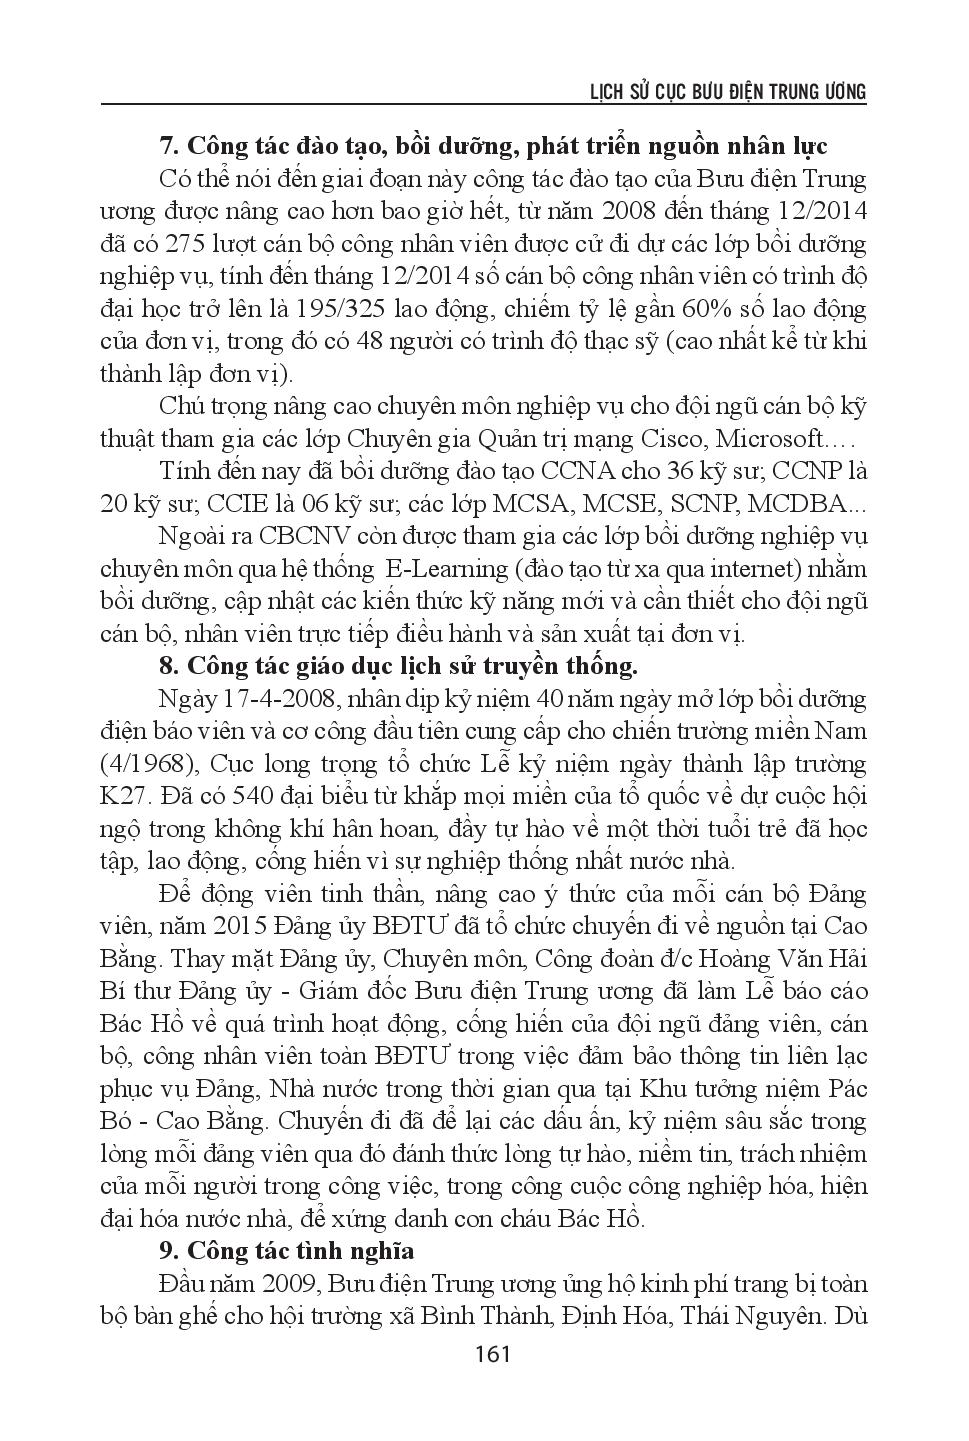 LỊCH SỬ CỤC BƯU ĐIỆN TRUNG ƯƠNG
7. Công tác đào tạo, bồi dưỡng, phát triển nguồn nhân lực
Có thể nói đến giai đoạn này công tác đào tạo của Bưu điện Trung
ương được nâng cao hơn bao giờ hết, từ năm 2008 đến tháng 12/2014
đã có 275 lượt cán bộ công nhân viên được cử đi dự các lớp bồi dưỡng
nghiệp vụ, tính đến tháng 12/2014 số cán bộ công nhân viên có trình độ
đại học trở lên là 195/325 lao động, chiếm tỷ lệ gần 60% số lao động
của đơn vị, trong đó có 48 người có trình độ thạc sỹ (cao nhất kể từ khi
thành lập đơn vị).
Chú trọng nâng cao chuyên môn nghiệp vụ cho đội ngũ cán bộ kỹ
thuật tham gia các lớp Chuyên gia Quản trị mạng Cisco, Microsoft….
Tính đến nay đã bồi dưỡng đào tạo CCNA cho 36 kỹ sư; CCNP là
20 kỹ sư; CCIE là 06 kỹ sư; các lớp MCSA, MCSE, SCNP, MCDBA...
Ngoài ra CBCNV còn được tham gia các lớp bồi dưỡng nghiệp vụ
chuyên môn qua hệ thống E-Learning (đào tạo từ xa qua internet) nhằm
bồi dưỡng, cập nhật các kiến thức kỹ năng mới và cần thiết cho đội ngũ
cán bộ, nhân viên trực tiếp điều hành và sản xuất tại đơn vị.
8. Công tác giáo dục lịch sử truyền thống.
Ngày 17-4-2008, nhân dịp kỷ niệm 40 năm ngày mở lớp bồi dưỡng
điện báo viên và cơ công đầu tiên cung cấp cho chiến trường miền Nam
(4/1968), Cục long trọng tổ chức Lễ kỷ niệm ngày thành lập trường
K27. Đã có 540 đại biểu từ khắp mọi miền của tổ quốc về dự cuộc hội
ngộ trong không khí hân hoan, đầy tự hào về một thời tuổi trẻ đã học
tập, lao động, cống hiến vì sự nghiệp thống nhất nước nhà.
Để động viên tinh thần, nâng cao ý thức của mỗi cán bộ Đảng
viên, năm 2015 Đảng ủy BĐTƯ đã tổ chức chuyến đi về nguồn tại Cao
Bằng. Thay mặt Đảng ủy, Chuyên môn, Công đoàn đ/c Hoàng Văn Hải
Bí thư Đảng ủy - Giám đốc Bưu điện Trung ương đã làm Lễ báo cáo
Bác Hồ về quá trình hoạt động, cống hiến của đội ngũ đảng viên, cán
bộ, công nhân viên toàn BĐTƯ trong việc đảm bảo thông tin liên lạc
phục vụ Đảng, Nhà nước trong thời gian qua tại Khu tưởng niệm Pác
Bó - Cao Bằng. Chuyến đi đã để lại các dấu ấn, kỷ niệm sâu sắc trong
lòng mỗi đảng viên qua đó đánh thức lòng tự hào, niềm tin, trách nhiệm
của mỗi người trong công việc, trong công cuộc công nghiệp hóa, hiện
đại hóa nước nhà, để xứng danh con cháu Bác Hồ.
9. Công tác tình nghĩa
Đầu năm 2009, Bưu điện Trung ương ủng hộ kinh phí trang bị toàn
bộ bàn ghế cho hội trường xã Bình Thành, Định Hóa, Thái Nguyên. Dù
161